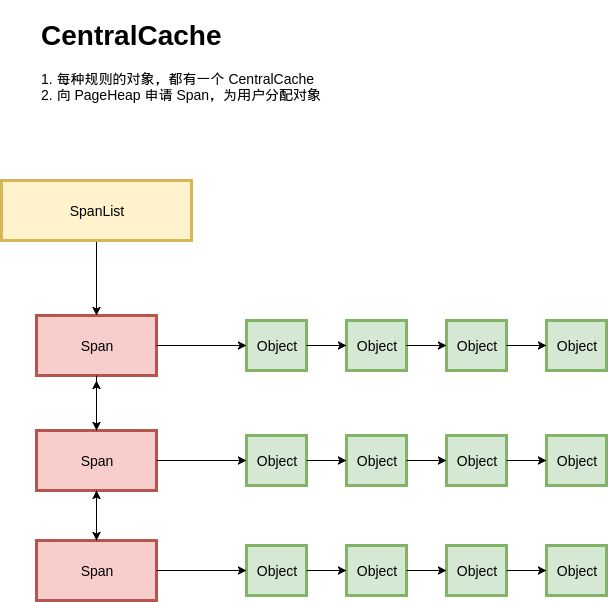 CentralCache
1. 每种规则的对象，都有一个 CentralCache
2. 向 PageHeap 申请 Span，为用户分配对象
SpanList
Span
Object
Object
Object
Object
Span
Object
Object
Object
Object
Span
Object
Object
Object
Object